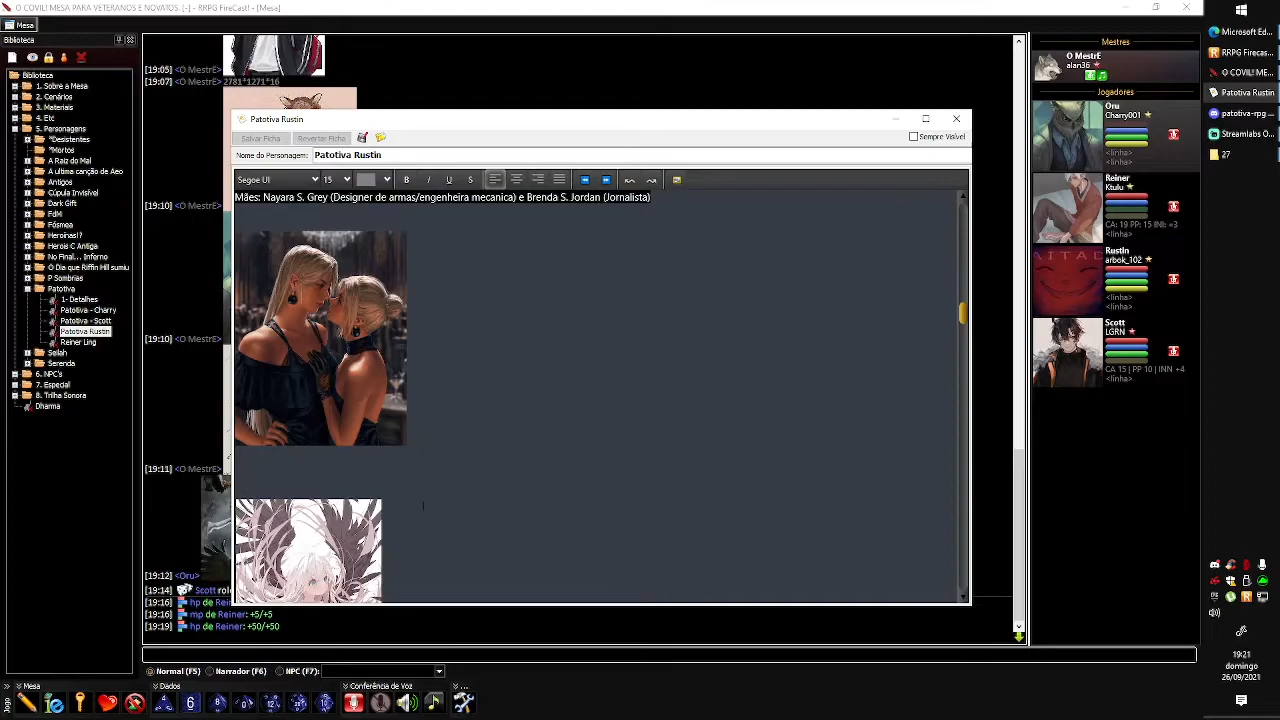 O COVIL! MESA PARA VETERANOS E NOVATOS. [-] - RRPG FireCast! - [Mesa]
Mesa
Biblioteca
Biblioteca
1. Sobre a Mesa
2. Cenários
3. Materiais
4. Etc
5. Personagens
*Desistentes
*Mortos
A Raiz do Mal
A ultima canção de Aeo
Antigos
Cúpula Invisível
Dark Gift
FdM
Fósmea
Heroínas!?
Herois C Antiga
No Final... Inferno
O Dia que Riffin Hill sumiu
P Sombrias
Patotiva
1- Detalhes
Patotiva - Charry
Patotiva - Scott
Patotiva Rustin
Reiner Ling
Seilah
Serenda
6. NPC's
7. Especial
8. Trilha Sonora
Dharma
[19:05] <O MestrE>
[19:07] <O MestrE> 2781*1271*16
[19:10] <O MestrE>
[19:10] <O MestrE>
[19:11] <O MestrE>
[19:12] <Oru>
[19:14] Scott rol
[19:16] hp de Rein
[19:16] mp de Reiner: +5/+5
[19:19] hp de Reiner: +50/+50
Patotiva Rustin
Salvar Ficha
Reverter Ficha
Sempre Visível
Nome do Personagem: Patotiva Rustin
Segoe UI
15
B
I
U
S
Mães: Nayara S. Grey (Designer de armas/engenheira mecanica) e Brenda S. Jordan (Jornalista)
Mestres
O MestrE
alan36
Jogadores
Oru
Charry001
<linha>
<linha>
Reiner
Ktulu
CA: 19 PP: 15 INI: +3
<linha>
Rustin
arbok_102
<linha>
<linha>
Scott
LGRN
CA 15 | PP 10 | INN +4
<linha>
Microsoft Ed...
RRPG Firecas...
O COVIL! ME...
Patotiva Rustin
patotiva-rpg ...
Streamlabs O...
27
19:21
domingo
26/09/2021
Normal (F5)
Narrador (F6)
NPC (F7):
Mesa
Dados
Conferência de Voz
...